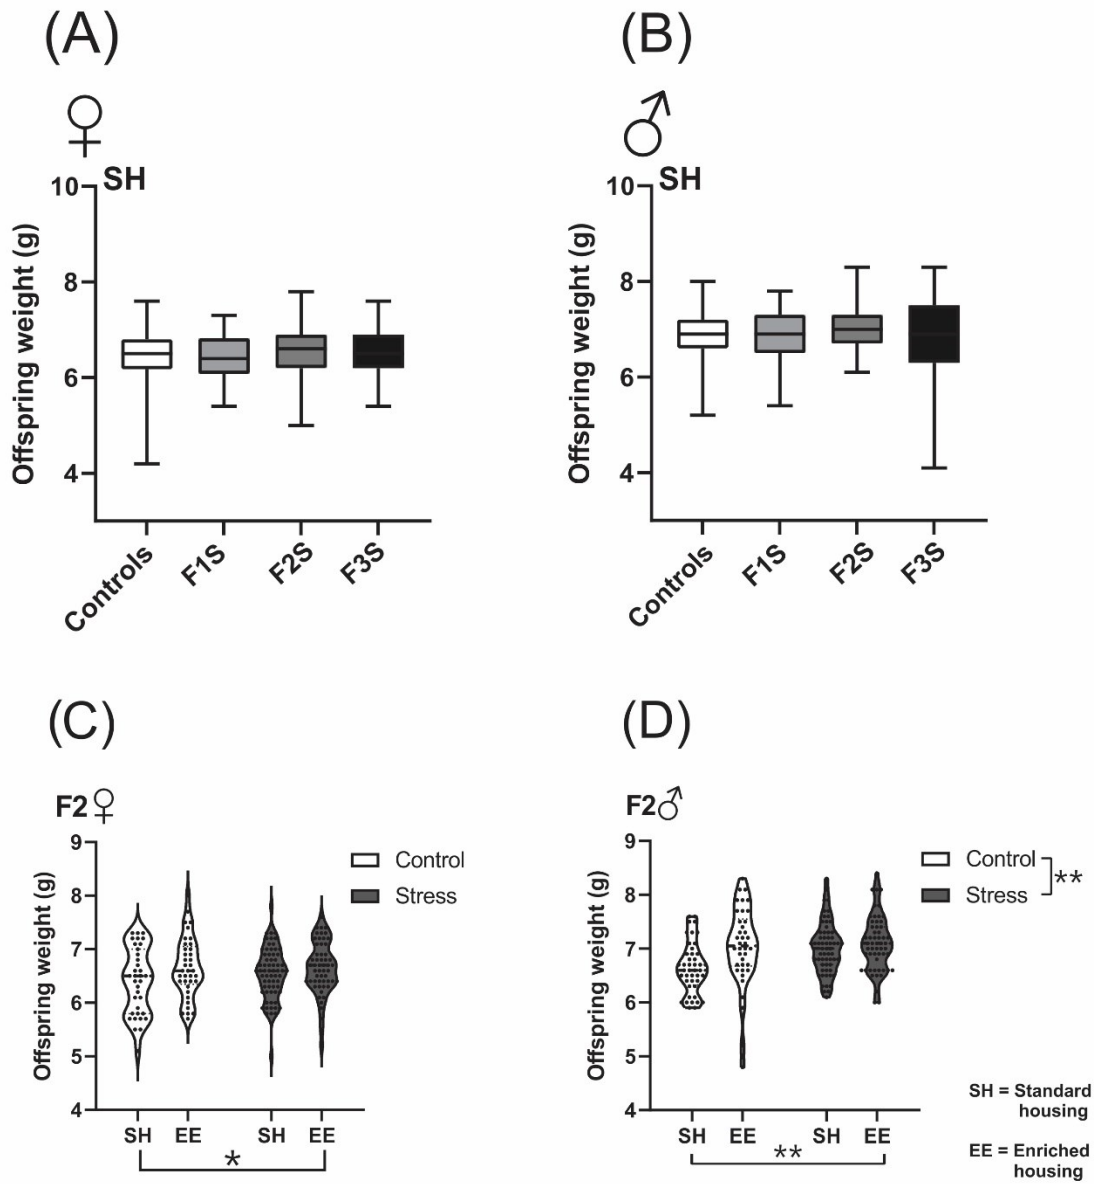 (A)
♀
SH
Offspring weight (g)
10
8
6
4
Controls
F1S
F2S
F3S
(B)
♂
SH
Offspring weight (g)
10
8
6
4
Controls
F1S
F2S
F3S
(C)
F2♀
Offspring weight (g)
9
8
7
6
5
4
Control
Stress
SH
EE
SH
EE
*
(D)
F2♂
Offspring weight (g)
9
8
7
6
5
4
Control
Stress
**
SH
EE
SH
EE
**
SH = Standard
housing
EE = Enriched
housing